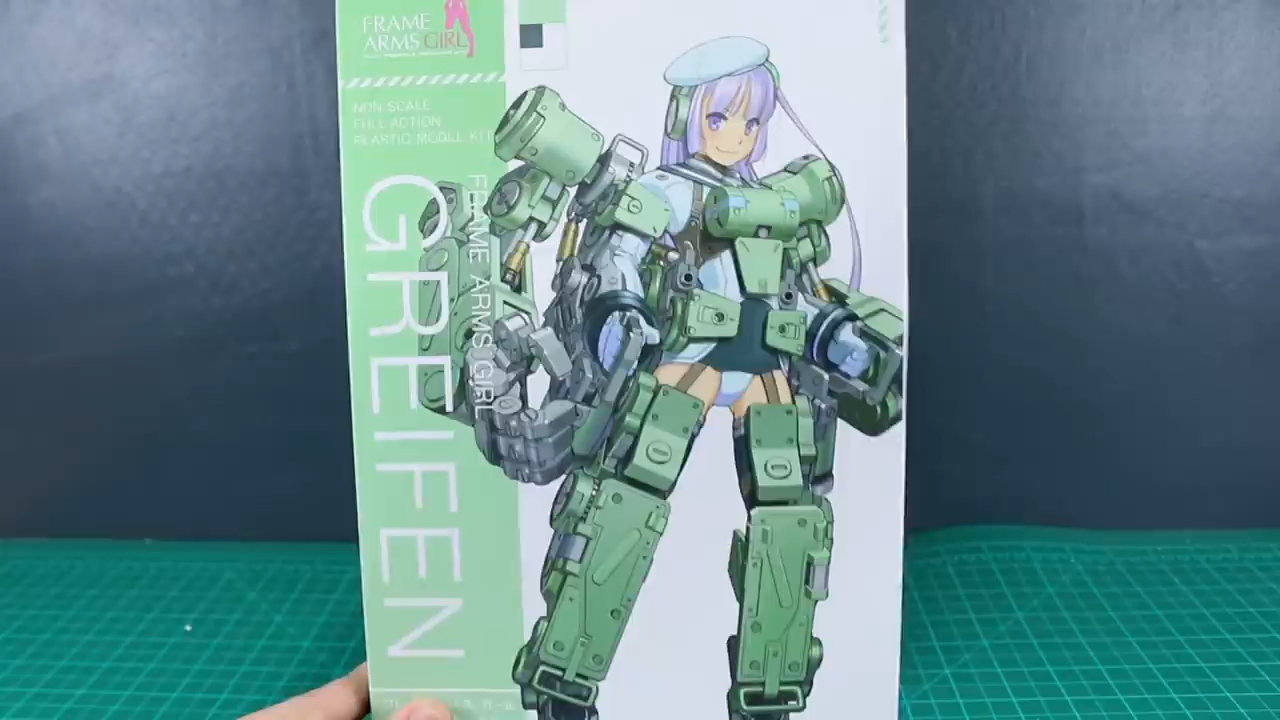 FRAME
ARMS GIRL
NON SCALE
FULL ACTION
PLASTIC MODEL KIT
GREIFEN
FRAME ARMS GIRL